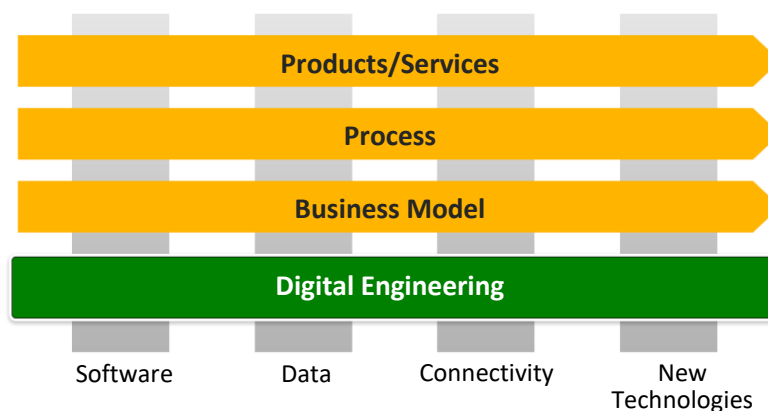 Products/Services
Process
Business Model
Digital Engineering
Software
Data
Connectivity
New
Technologies